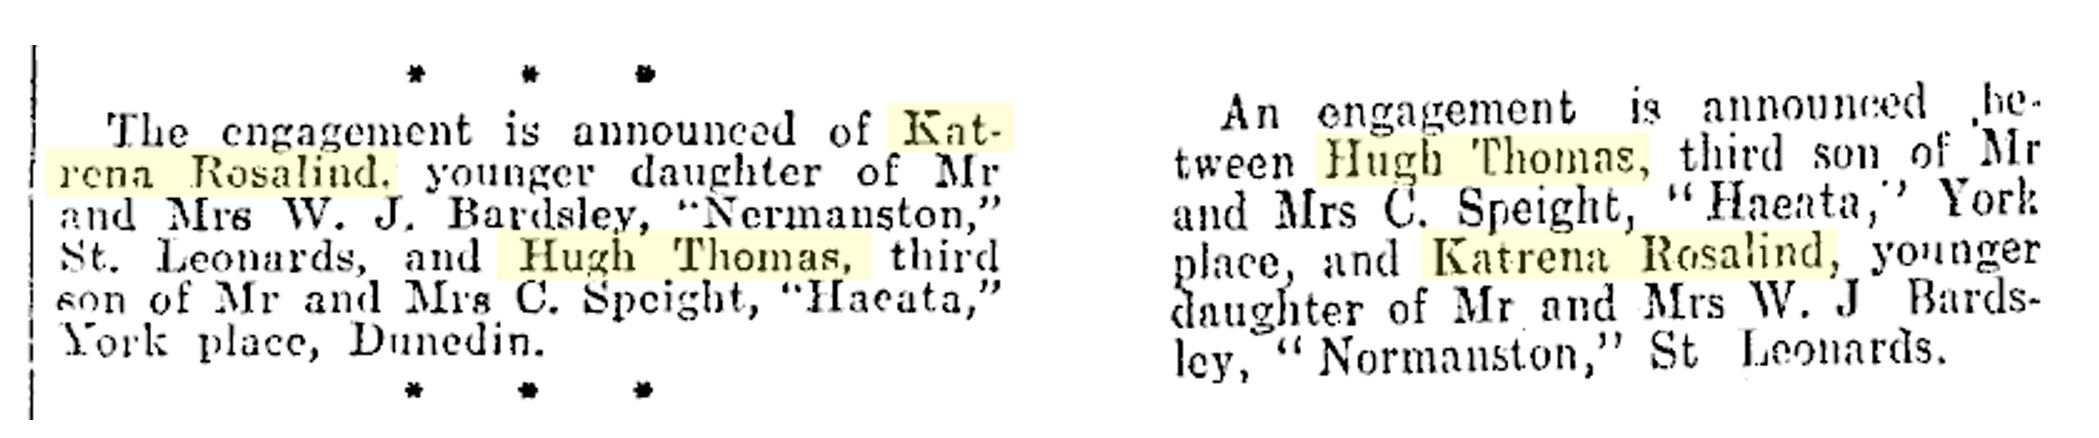 * * *
The engagement is announced of Kat-
rena Rosalind, younger daughter of Mr
and Mrs W. J. Bardsley, "Normanston,"
St. Leonards, and Hugh Thomas, third
son of Mr and Mrs C. Speight, "Haeata,"
York place, Dunedin.
* * *
An engagement is announced be-
tween Hugh Thomas, third son of Mr
and Mrs C. Speight, "Haeata," York
place, and Katrena Rosalind, younger
daughter of Mr and Mrs W. J Bards-
ley, "Normanston," St Leonards.